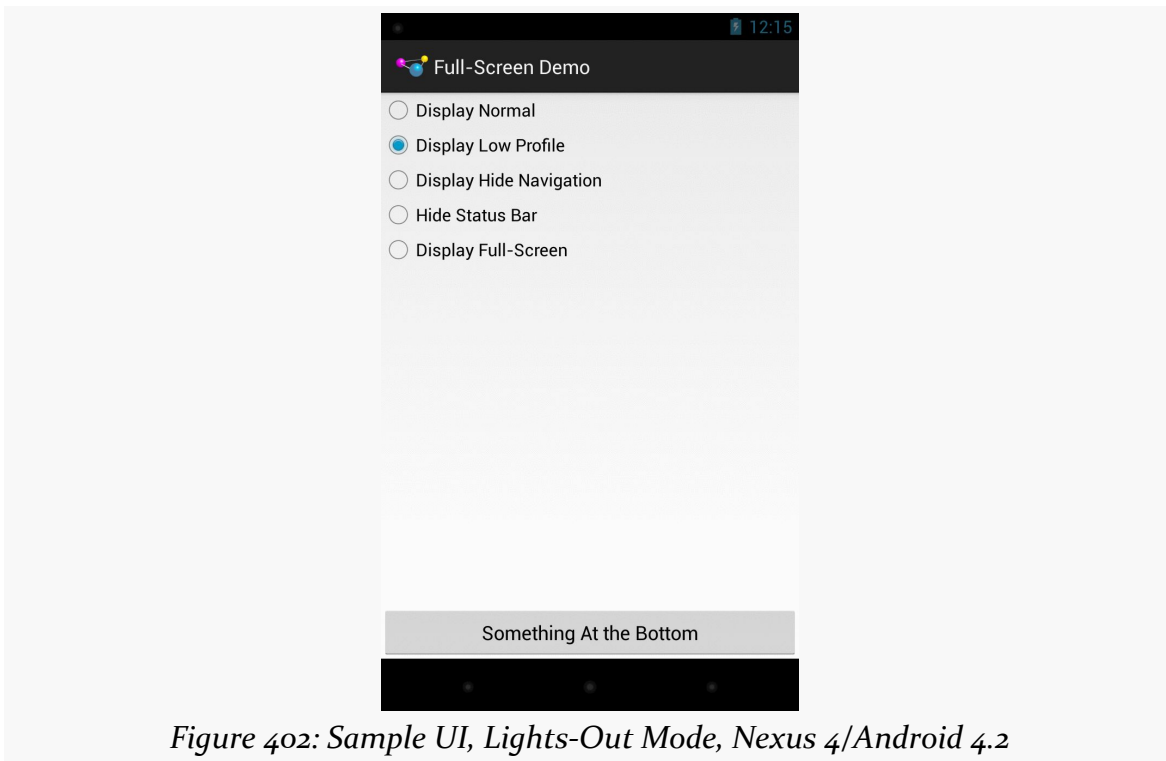 12:15
Full-Screen Demo
Display Normal
Display Low Profile
Display Hide Navigation
Hide Status Bar
Display Full-Screen
Something At the Bottom
Figure 402: Sample UI, Lights-Out Mode, Nexus 4/Android 4.2